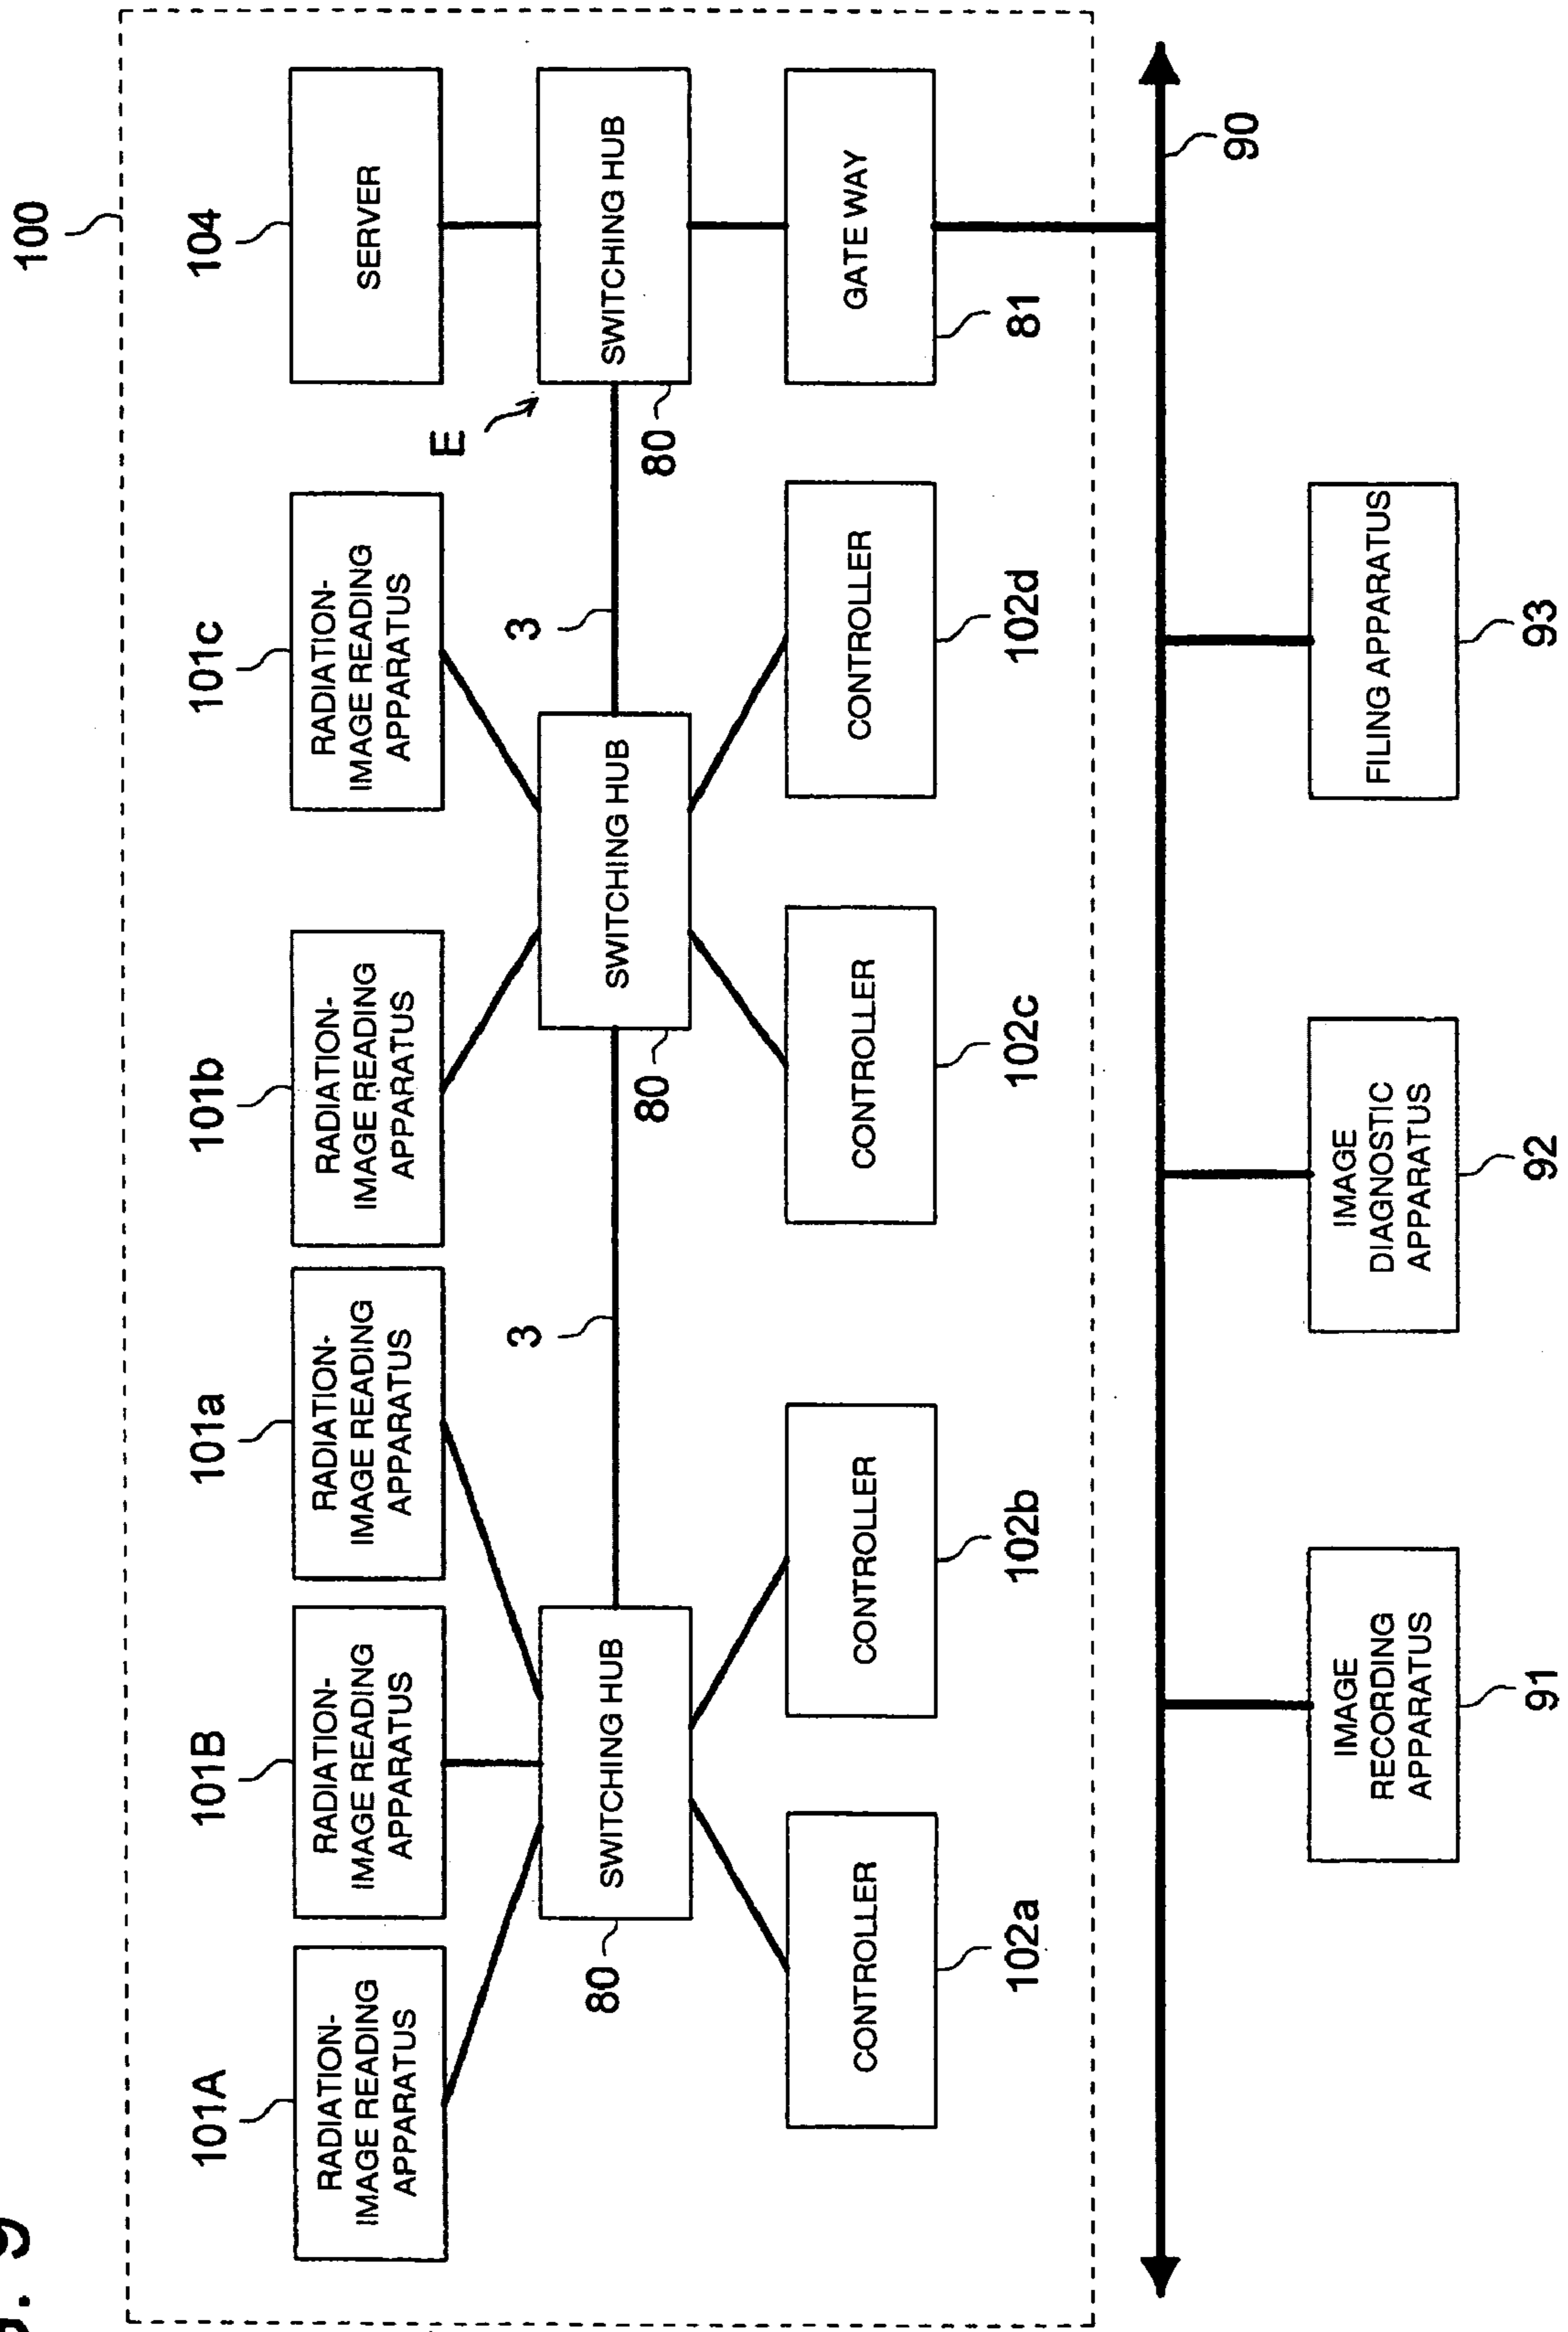 G. 9
100
101A
101B
101a
101b
101c
104
RADIATION-
IMAGE READING
APPARATUS
RADIATION-
IMAGE READING
APPARATUS
RADIATION-
IMAGE READING
APPARATUS
RADIATION-
IMAGE READING
APPARATUS
RADIATION-
IMAGE READING
APPARATUS
SERVER
E
3
3
80
SWITCHING HUB
80
SWITCHING HUB
80
SWITCHING HUB
CONTROLLER
CONTROLLER
CONTROLLER
CONTROLLER
GATE WAY
102a
102b
102c
102d
81
90
IMAGE
RECORDING
APPARATUS
IMAGE
DIAGNOSTIC
APPARATUS
FILING APPARATUS
91
92
93